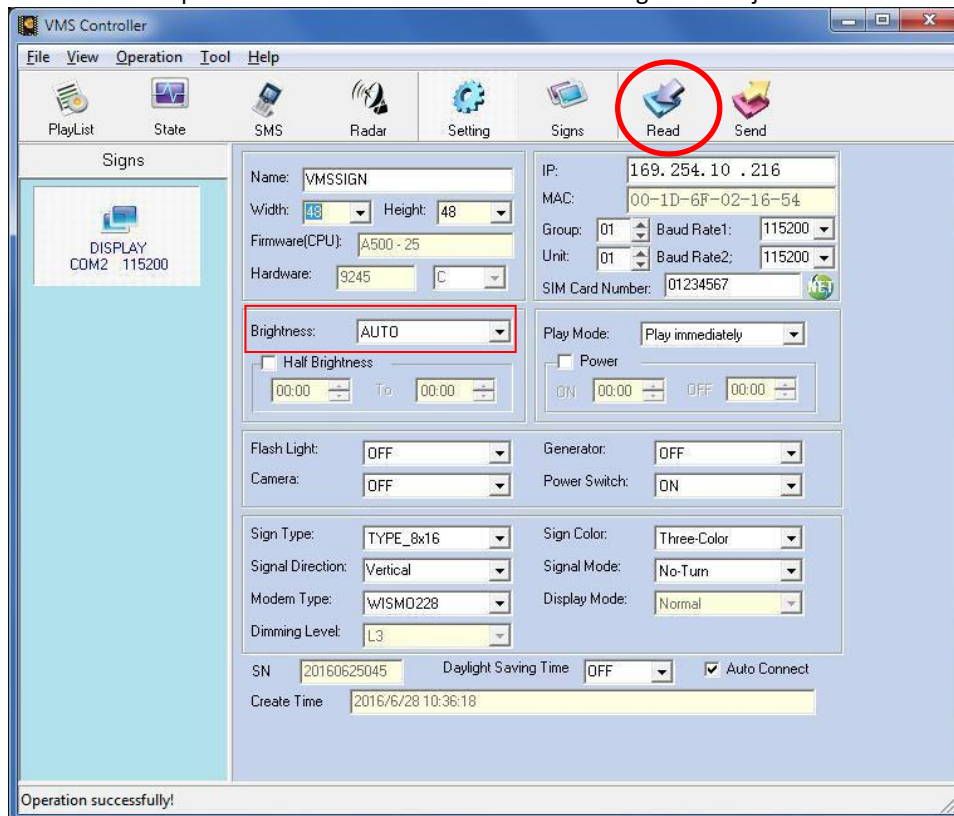 VMS Controller
File View Operation Tool Help
PlayList State SMS Radar Setting Signs Read Send
Signs
DISPLAY
COM2 115200
Name: VMSSIGN
Width: 48 Height: 48
Firmware(CPU): A500 - 25
Hardware: 9245 C
IP: 169.254.10 .216
MAC: 00-1D-6F-02-16-54
Group: 01 Baud Rate1: 115200
Unit: 01 Baud Rate2; 115200
SIM Card Number: 01234567
Brightness: AUTO
Half Brightness
00:00 To 00:00
Play Mode: Play immediately
Power
ON 00:00 OFF 00:00
Flash Light: OFF Generator: OFF
Camera: OFF Power Switch: ON
Sign Type: TYPE_8x16 Sign Color: Three-Color
Signal Direction: Vertical Signal Mode: No-Turn
Modem Type: WISMO228 Display Mode: Normal
Dimming Level: L3
SN 20160625045 Daylight Saving Time OFF Auto Connect
Create Time 2016/6/28 10:36:18
Operation successfully!